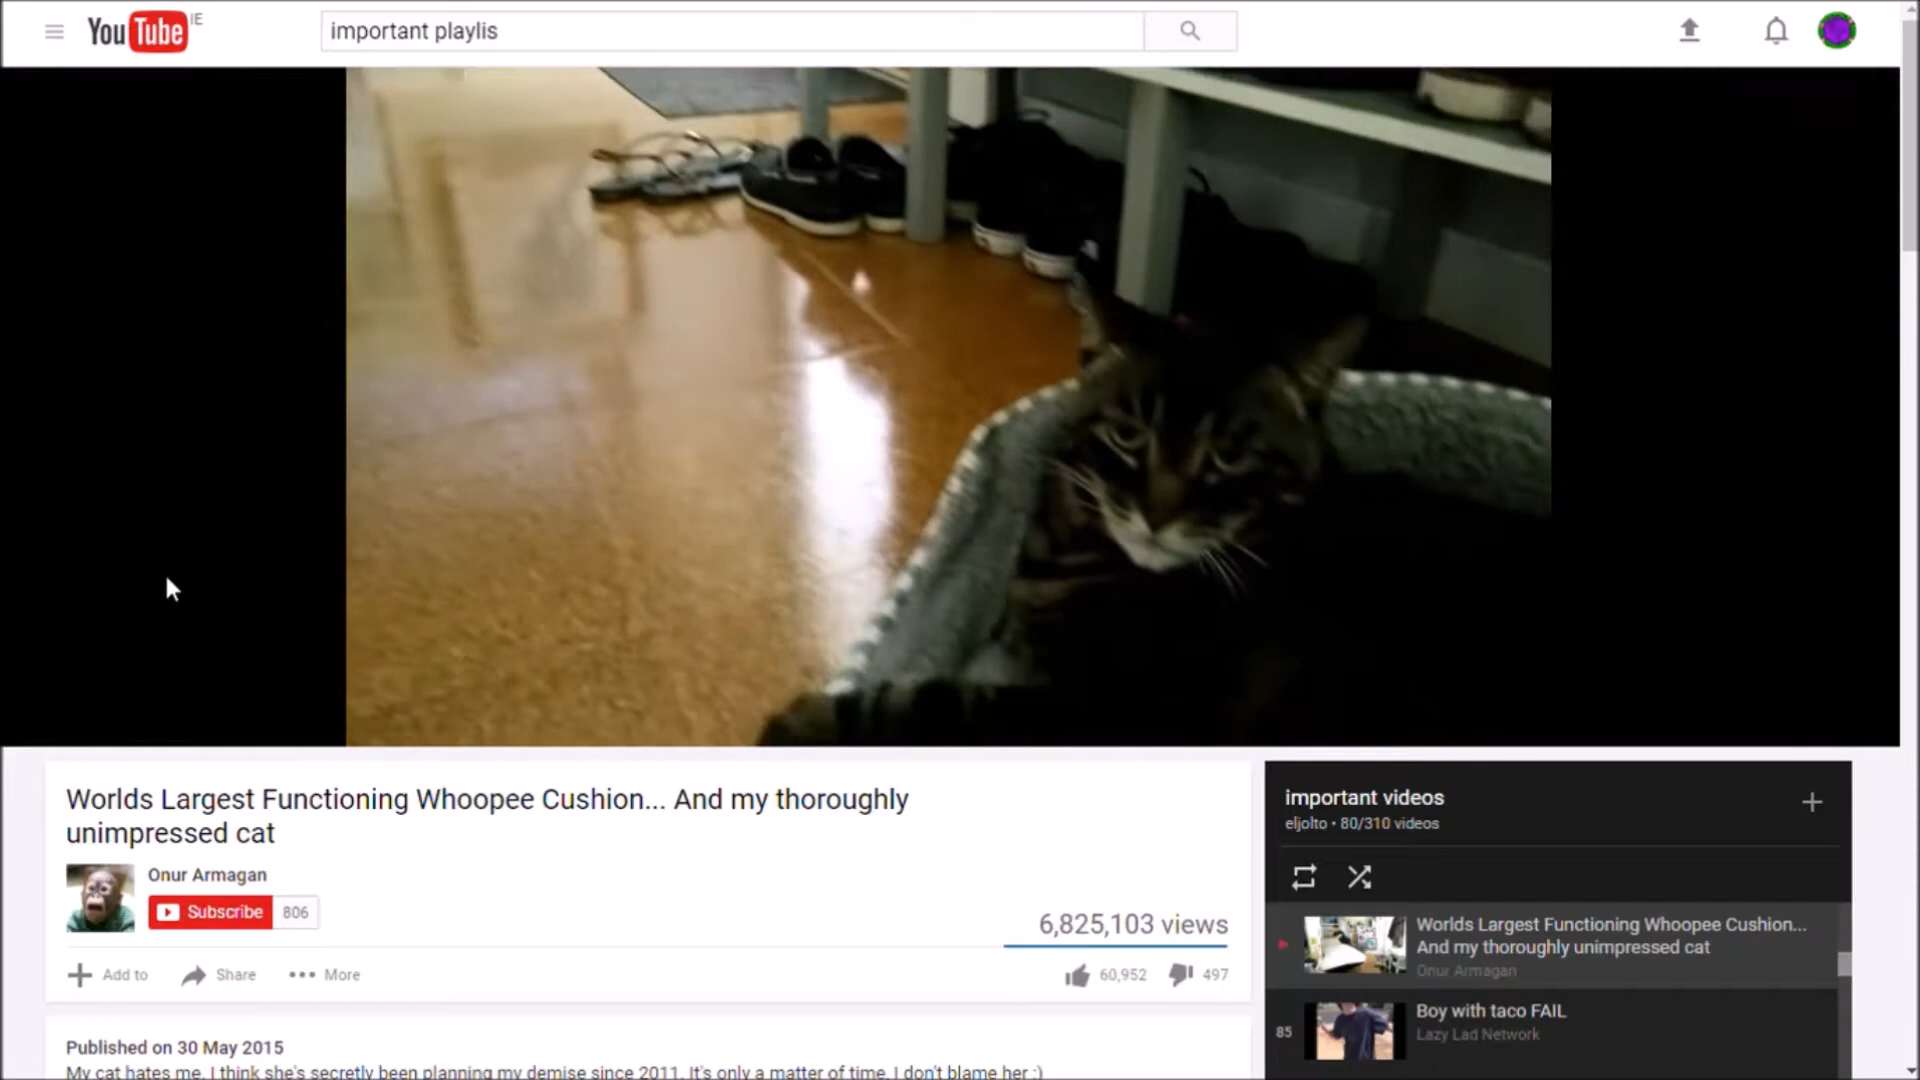 YouTube IE
important playlis
Worlds Largest Functioning Whoopee Cushion... And my thoroughly
unimpressed cat
Onur Armagan
Subscribe 806
6,825,103 views
Add to Share More
60,952 497
Published on 30 May 2015
My cat hates me. I think she's secretly been planning my demise since 2011. It's only a matter of time. I don't blame her :)
important videos
eljolto • 80/310 videos
Worlds Largest Functioning Whoopee Cushion...
And my thoroughly unimpressed cat
Onur Armagan
85
Boy with taco FAIL
Lazy Lad Network